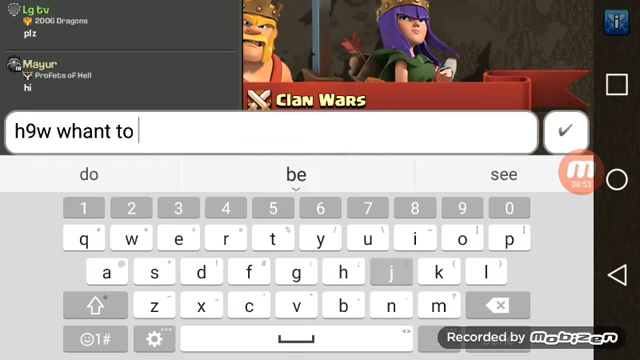 Lg tv
2006 Dragons
plz
Mayur
ProFets of Hell
hi
Clan Wars
h9w whant to
do be see
08:53
1 2 3 4 5 6 7 8 9 0
q w e r t y u i o p
a s d f g h j k l
z x c v b n m
1#
Recorded by mobizen